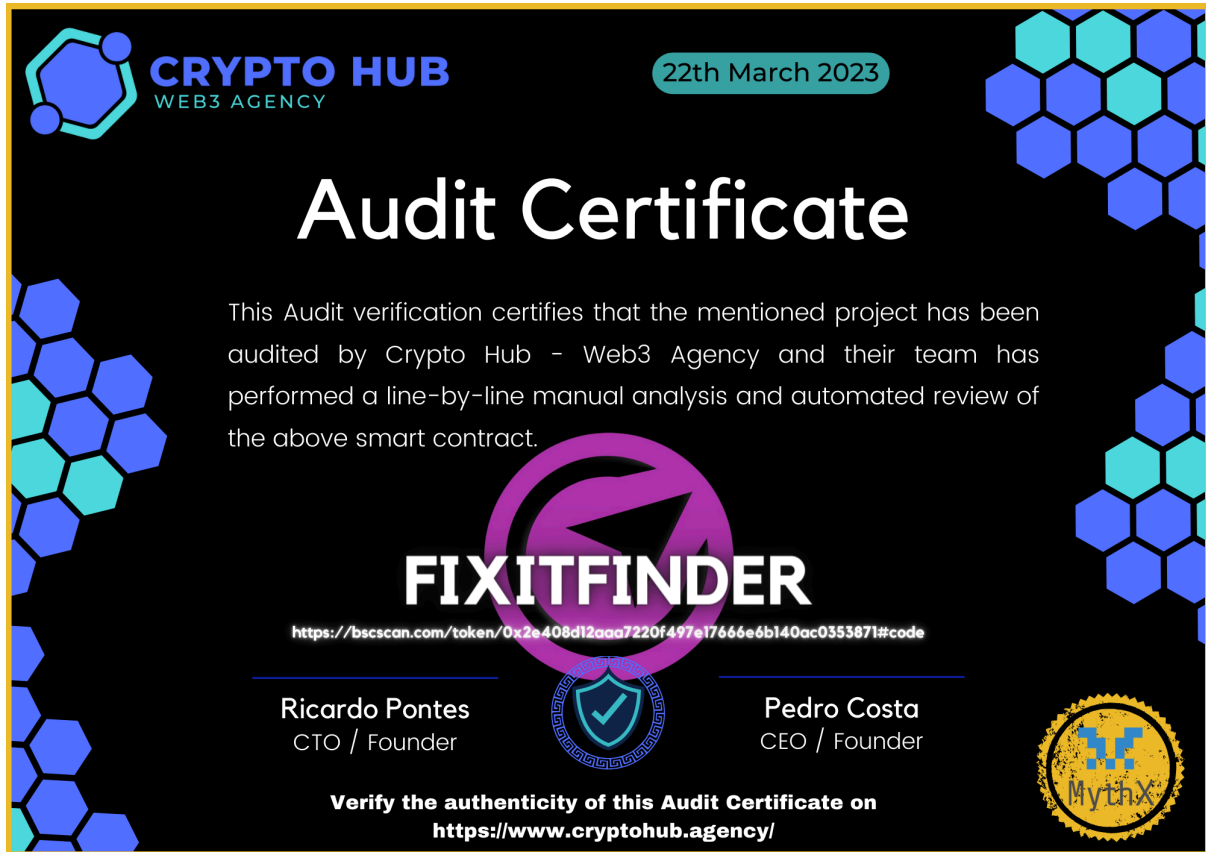 CRYPTO HUB
WEB3 AGENCY
22th March 2023
Audit Certificate
This Audit verification certifies that the mentioned project has been
audited by Crypto Hub - Web3 Agency and their team has
performed a line-by-line manual analysis and automated review of
the above smart contract.
FIXITFINDER
https://bscscan.com/token/0x2e408d12aaa7220f497e17666e6b140ac0353871#code
Ricardo Pontes
CTO / Founder
Pedro Costa
CEO / Founder
MythX
Verify the authenticity of this Audit Certificate on
https://www.cryptohub.agency/